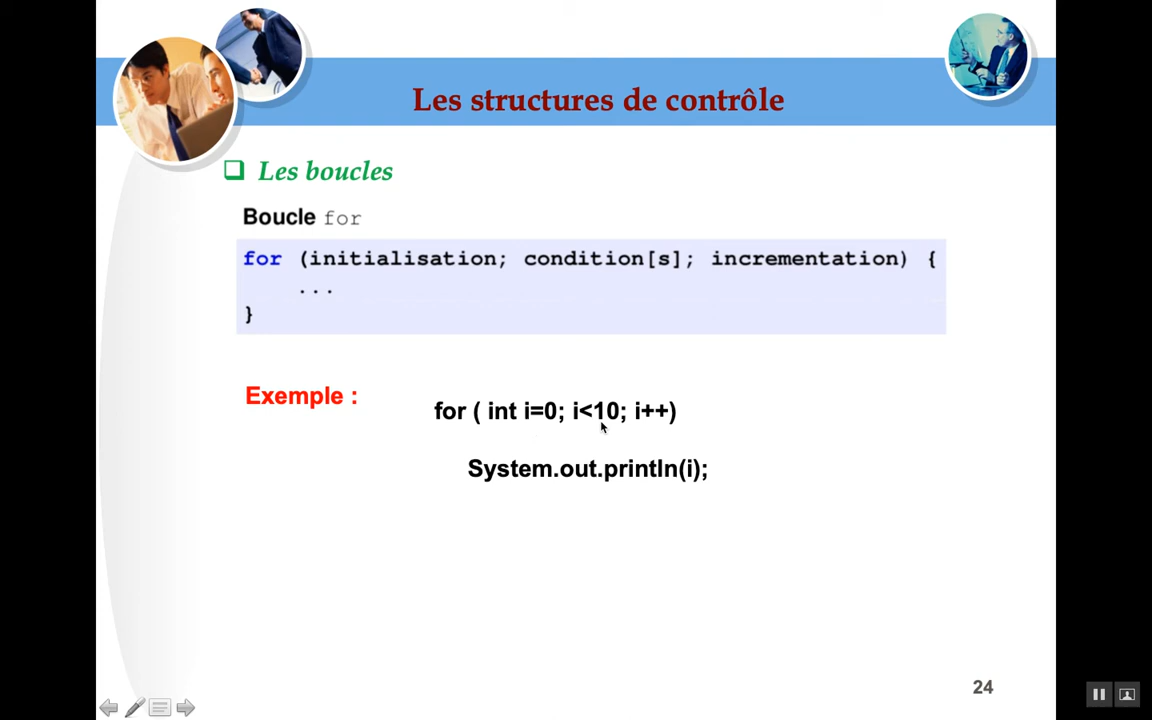 Les structures de contrôle
Les boucles
Boucle for
for (initialisation; condition[s]; incrementation) {
...
}
Exemple :
for ( int i=0; i<10; i++)
System.out.println(i);
24